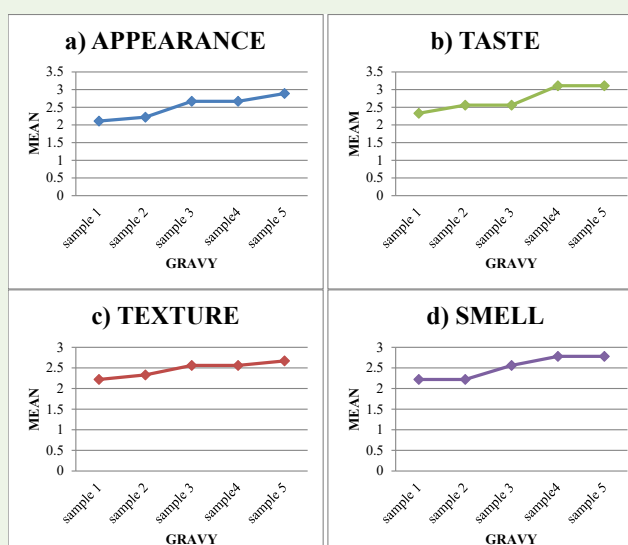 a) APPEARANCE
3.5
3
2.5
2
1.5
1
0.5
0
MEAN
sample 1
sample 2
sample 3
sample4
sample 5
GRAVY
b) TASTE
3.5
3
2.5
2
1.5
1
0.5
0
MEAM
sample 1
sample 2
sample 3
sample4
sample 5
GRAVY
c) TEXTURE
3
2.5
2
1.5
1
0.5
0
MEAN
sample 1
sample 2
sample 3
sample4
sample 5
GRAVY
d) SMELL
3
2.5
2
1.5
1
0.5
0
MEAN
sample 1
sample 2
sample 3
sample4
sample 5
GRAVY